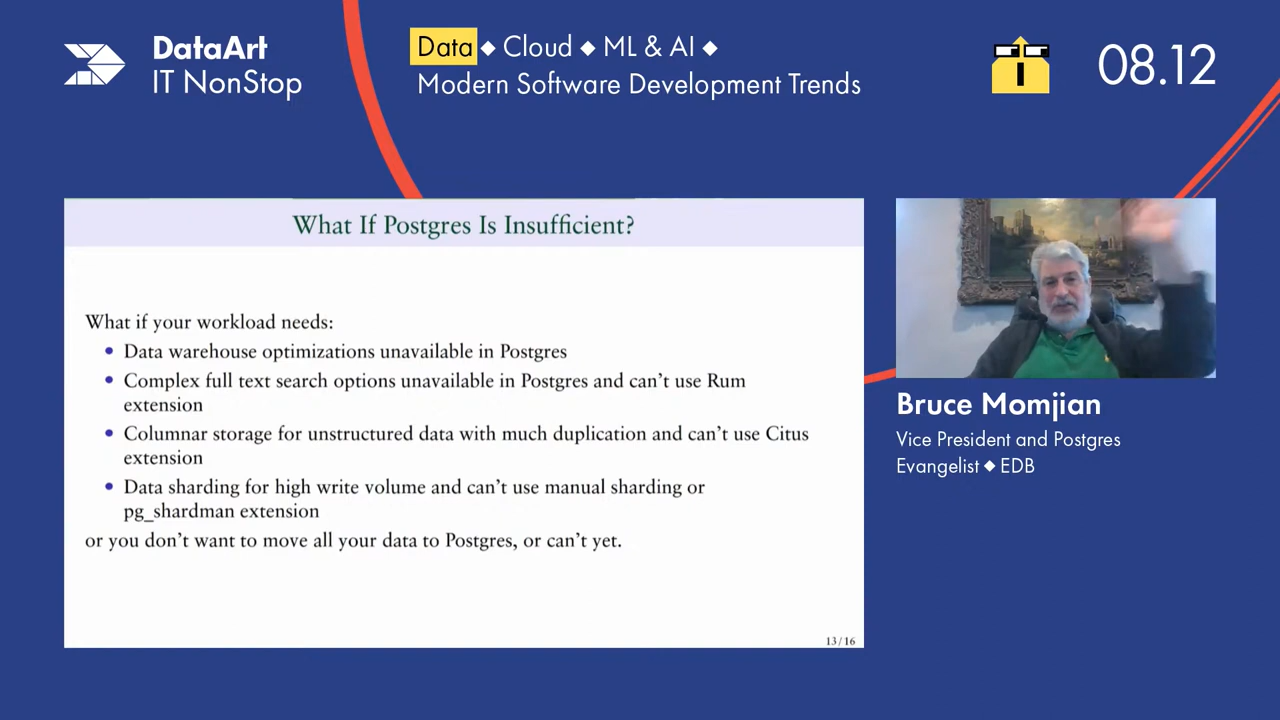 DataArt
IT NonStop
Data ◆ Cloud ◆ ML & AI ◆
Modern Software Development Trends
08.12
What If Postgres Is Insufficient?
What if your workload needs:
• Data warehouse optimizations unavailable in Postgres
• Complex full text search options unavailable in Postgres and can't use Rum
extension
• Columnar storage for unstructured data with much duplication and can't use Citus
extension
• Data sharding for high write volume and can't use manual sharding or
pg_shardman extension
or you don't want to move all your data to Postgres, or can't yet.
13/16
Bruce Momjian
Vice President and Postgres
Evangelist ◆ EDB